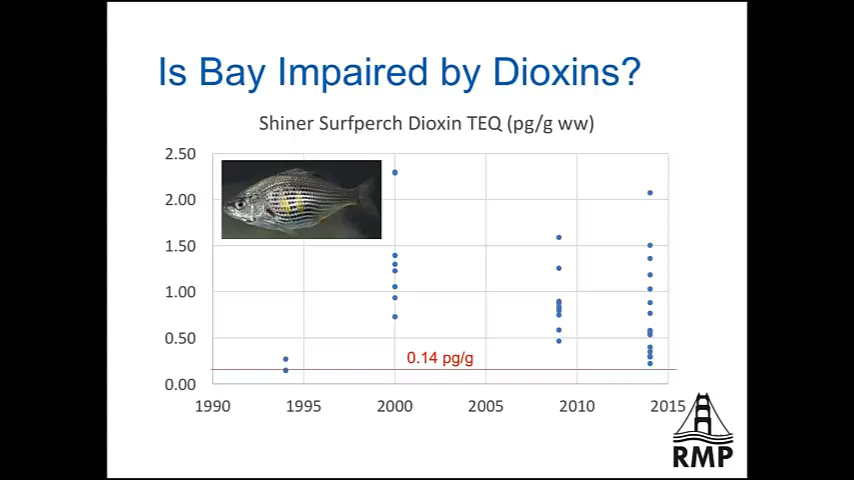 Is Bay Impaired by Dioxins?
Shiner Surfperch Dioxin TEQ (pg/g ww)
2.50
2.00
1.50
1.00
0.50
0.14 pg/g
0.00
1990 1995 2000 2005 2010 2015
RMP